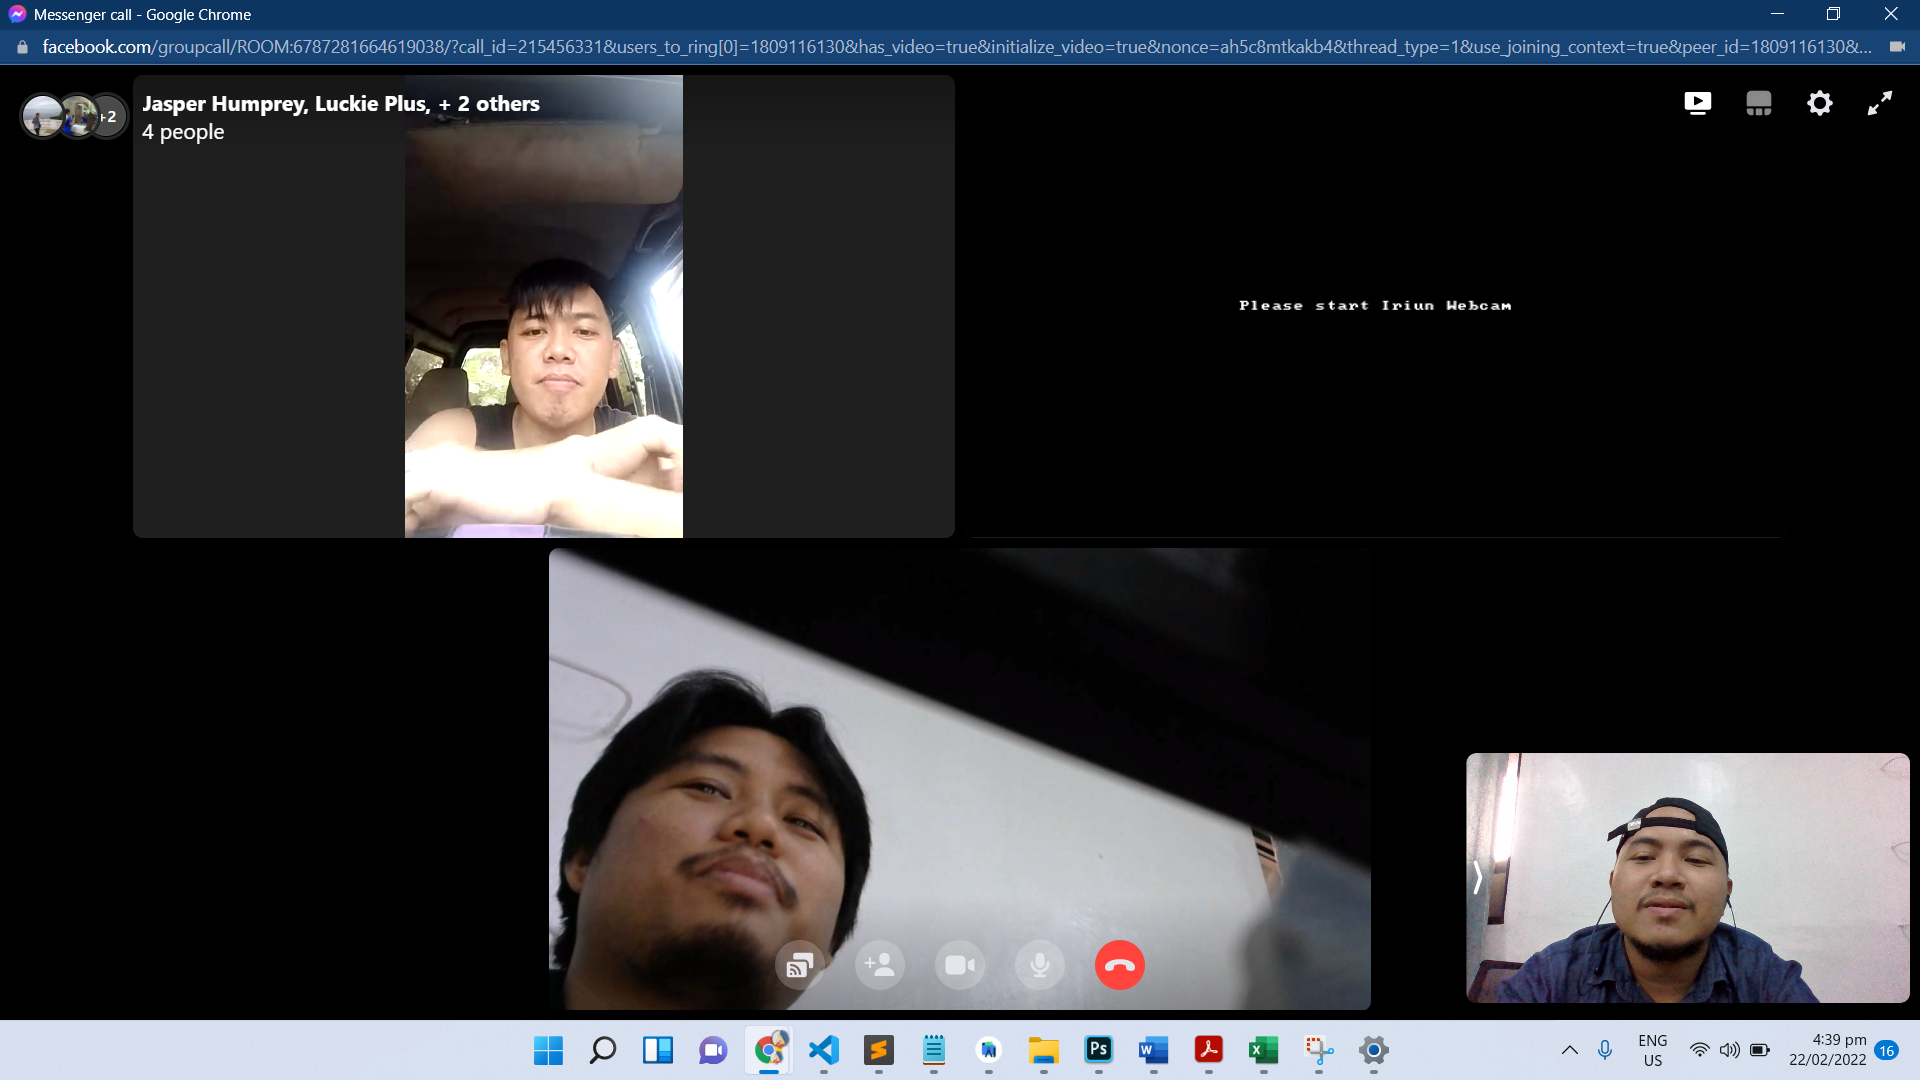 Messenger call - Google Chrome
facebook.com/groupcall/ROOM:6787281664619038/?call_id=215456331&users_to_ring[0]=1809116130&has_video=true&initialize_video=true&nonce=ah5c8mtkakb4&thread_type=1&use_joining_context=true&peer_id=1809116130&...
+2
Jasper Humprey, Luckie Plus, + 2 others
4 people
Please start Iriun Webcam
Ps
W
X
ENG
US
4:39 pm
22/02/2022
16